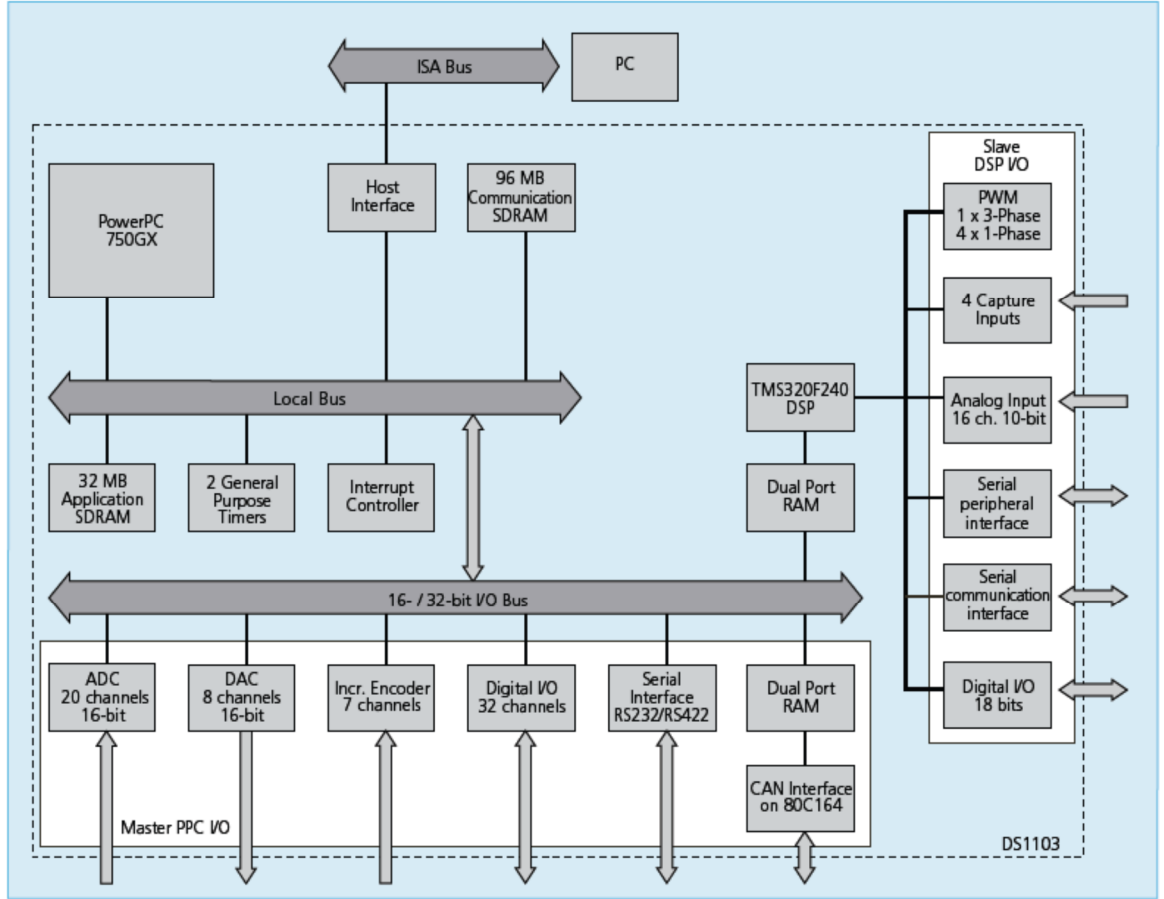 ISA Bus
PC
PowerPC
750GX
Host
Interface
96 MB
Communication
SDRAM
Slave
DSP I/O
PWM
1 x 3-Phase
4 x 1-Phase
4 Capture
Inputs
Local Bus
TMS320F240
DSP
Analog Input
16 ch. 10-bit
32 MB
Application
SDRAM
2 General
Purpose
Timers
Interrupt
Controller
Dual Port
RAM
Serial
peripheral
interface
16- / 32-bit I/O Bus
Serial
communication
interface
ADC
20 channels
16-bit
DAC
8 channels
16-bit
Incr. Encoder
7 channels
Digital I/O
32 channels
Serial
Interface
RS232/RS422
Dual Port
RAM
Digital I/O
18 bits
CAN Interface
on 80C164
Master PPC I/O
DS1103